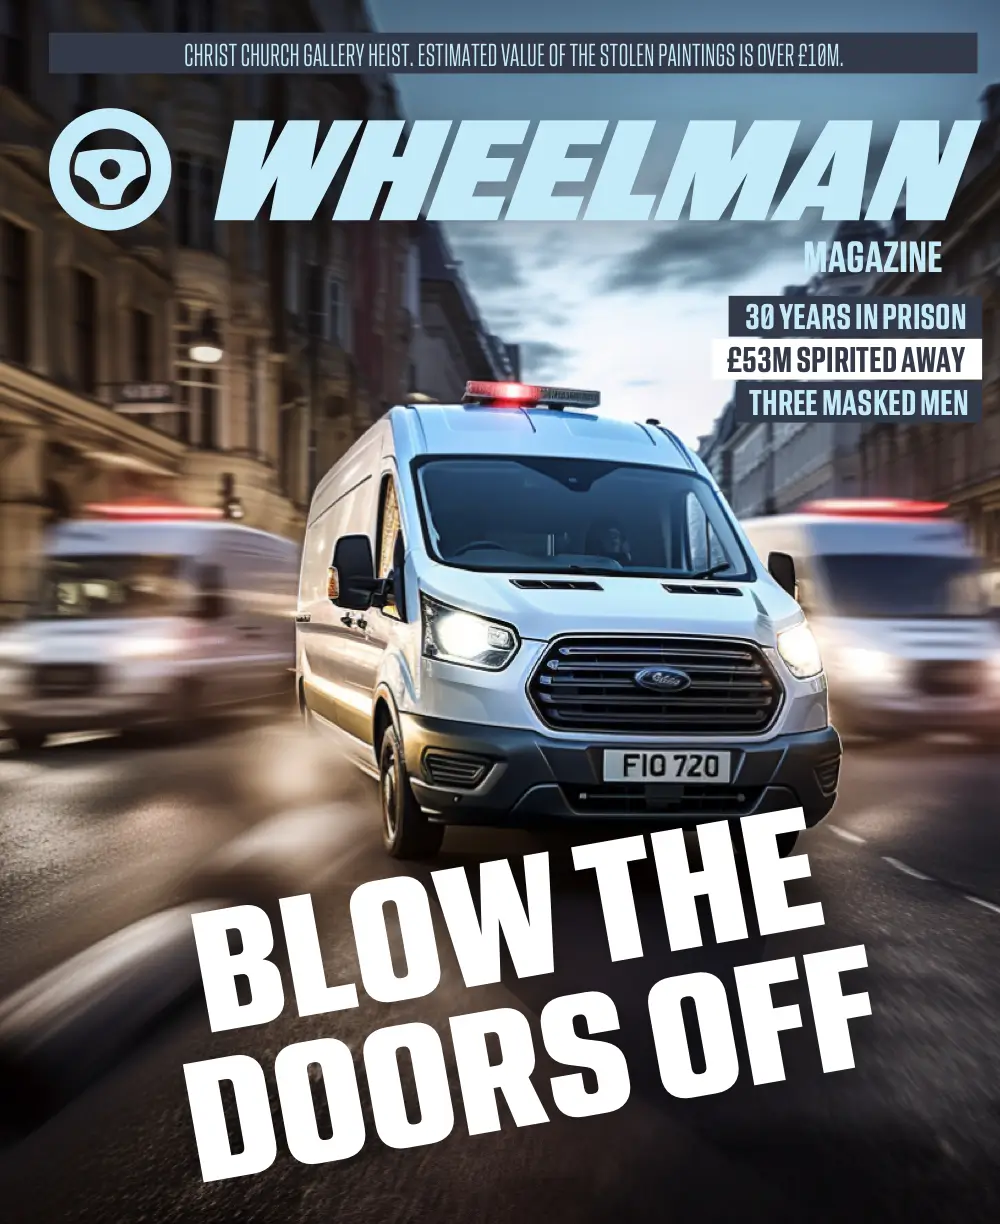 CHRIST CHURCH GALLERY HEIST. ESTIMATED VALUE OF THE STOLEN PAINTINGS IS OVER £10M.
WHEELMAN
MAGAZINE
30 YEARS IN PRISON
£53M SPIRITED AWAY
THREE MASKED MEN
FIO 720
BLOW THE
DOORS OFF